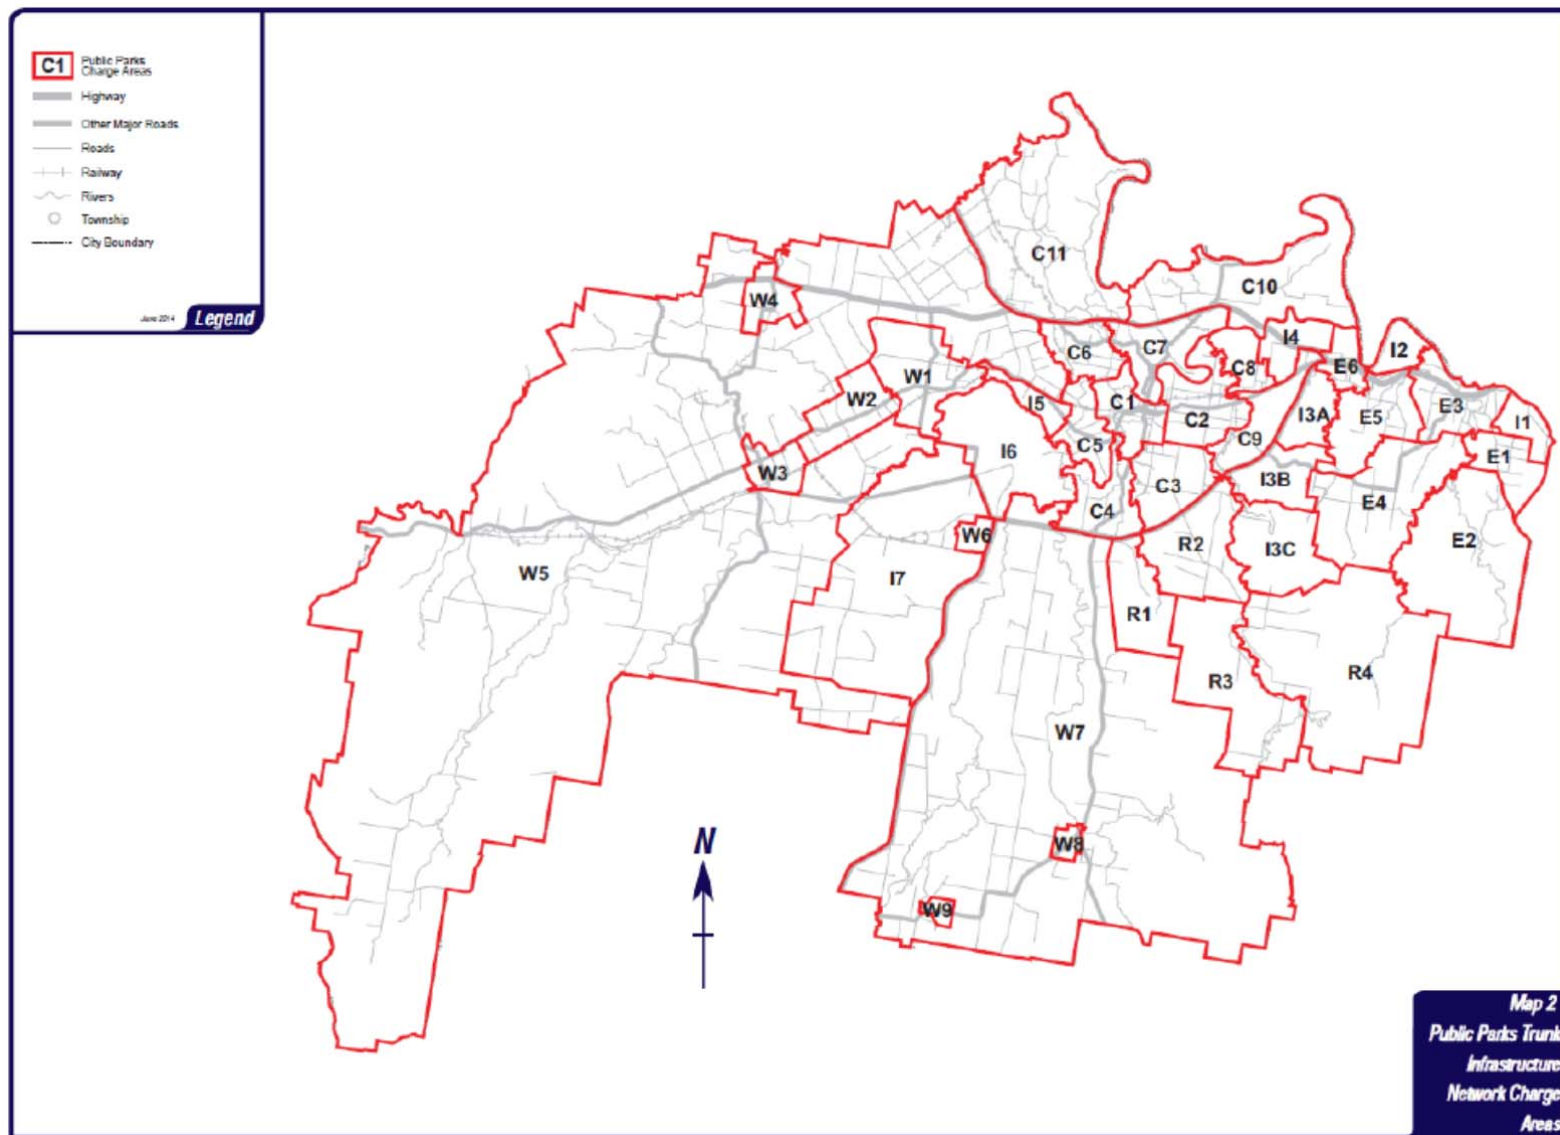 C1
Public Parks
Charge Areas
Highway
Other Major Roads
Roads
Railway
Rivers
Township
City Boundary
June 2014
Legend
C11
C10
W4
I4
C6
C7
I2
E6
C8
W1
W2
I5
C1
C2
I3A
E5
E3
I1
C9
C5
I6
E1
W3
C3
I3B
E4
C4
W6
R2
I3C
E2
W5
I7
R1
R3
R4
W7
W8
W9
N
Map 2
Public Parks Trunk
Infrastructure
Network Charge
Areas